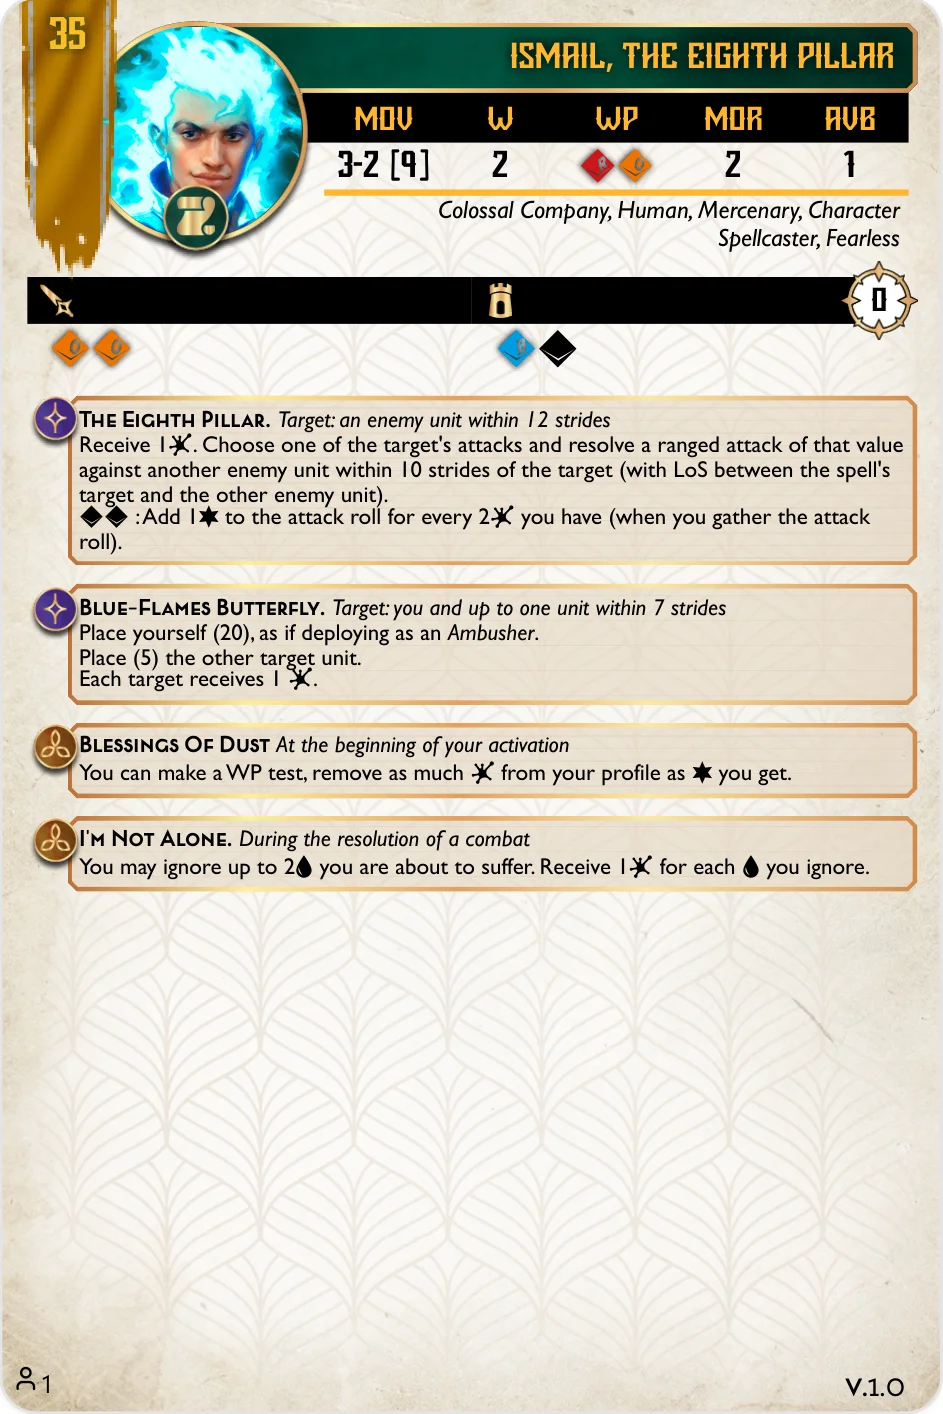 35
ISMAIL, THE EIGHTH PILLAR
MOV W WP MOR AVB
3-2 [9] 2 2 1
Colossal Company, Human, Mercenary, Character
Spellcaster, Fearless
0
THE EIGHTH PILLAR. Target: an enemy unit within 12 strides
Receive 1. Choose one of the target's attacks and resolve a ranged attack of that value
against another enemy unit within 10 strides of the target (with LoS between the spell's
target and the other enemy unit).
: Add 1 to the attack roll for every 2 you have (when you gather the attack
roll).
BLUE-FLAMES BUTTERFLY. Target: you and up to one unit within 7 strides
Place yourself (20), as if deploying as an Ambusher.
Place (5) the other target unit.
Each target receives 1 .
BLESSINGS OF DUST At the beginning of your activation
You can make a WP test, remove as much from your profile as you get.
I'M NOT ALONE. During the resolution of a combat
You may ignore up to 2 you are about to suffer. Receive 1 for each you ignore.
1
V.1.0